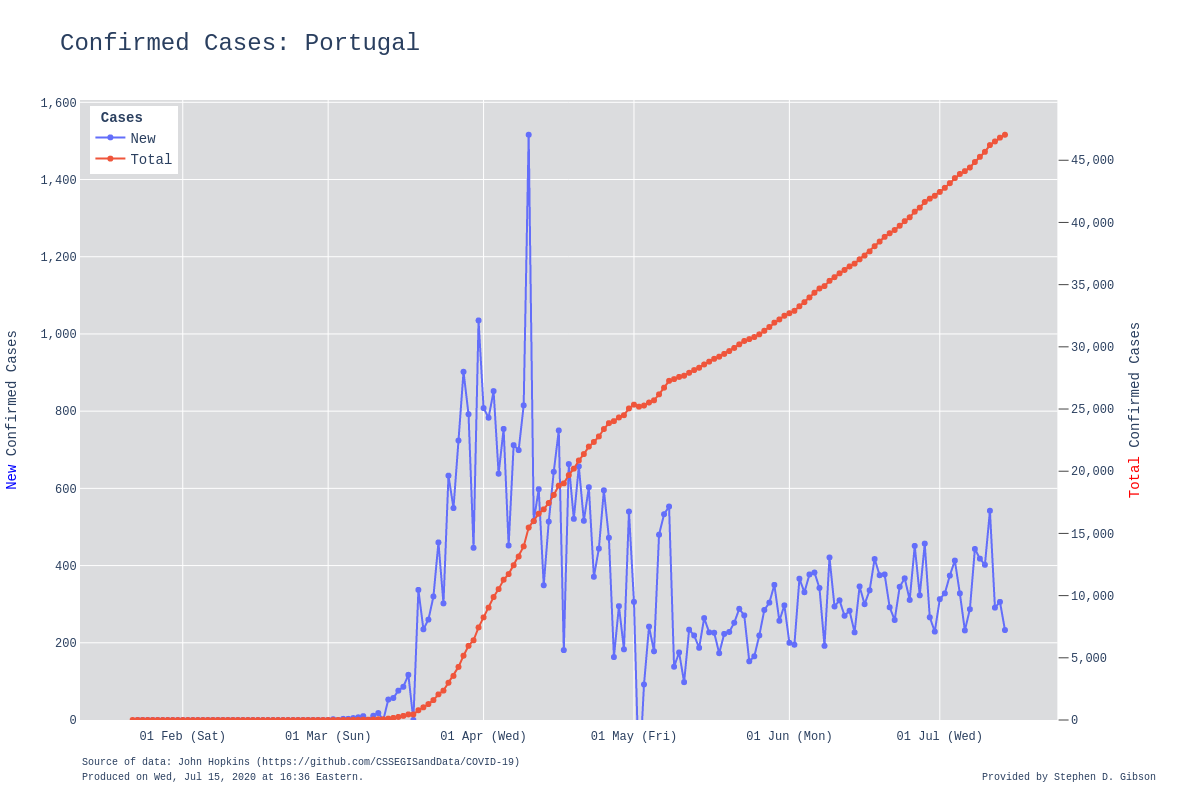 Confirmed Cases: Portugal
Cases
New
Total
1,600
1,400
1,200
1,000
800
600
400
200
0
New Confirmed Cases
45,000
40,000
35,000
30,000
25,000
20,000
15,000
10,000
5,000
0
Total Confirmed Cases
01 Feb (Sat)
01 Mar (Sun)
01 Apr (Wed)
01 May (Fri)
01 Jun (Mon)
01 Jul (Wed)
Source of data: John Hopkins (https://github.com/CSSEGISandData/COVID-19)
Produced on Wed, Jul 15, 2020 at 16:36 Eastern.
Provided by Stephen D. Gibson